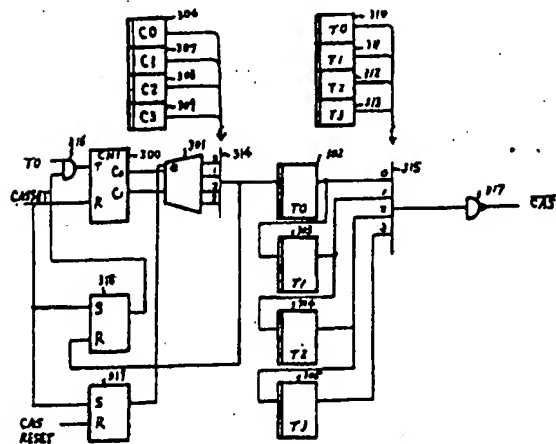 306
C0
307
C1
308
C2
309
C3
310
T0
311
T1
312
T2
313
T3
316
T0
CNT
300
T
C0
C1
R
CASSET
301
G
0
1
2
3
314
302
T0
303
T1
304
T2
305
T3
315
0
1
2
3
317
CAS
318
S
R
S
R
CAS
RESET